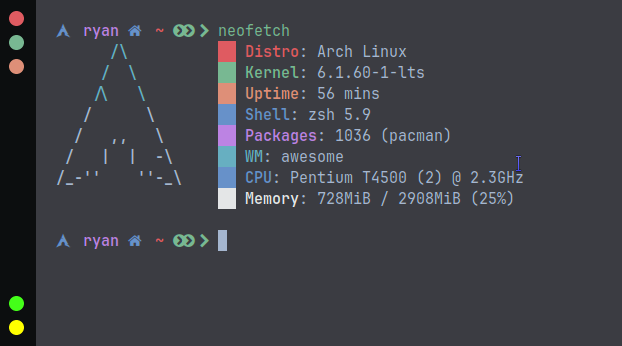 ryan ~ neofetch
Distro: Arch Linux
Kernel: 6.1.60-1-lts
Uptime: 56 mins
Shell: zsh 5.9
Packages: 1036 (pacman)
WM: awesome
CPU: Pentium T4500 (2) @ 2.3GHz
Memory: 728MiB / 2908MiB (25%)
ryan ~